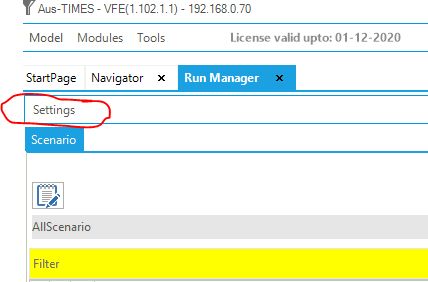 Aus-TIMES - VFE(1.102.1.1) - 192.168.0.70
Model Modules Tools License valid upto: 01-12-2020
StartPage Navigator × Run Manager ×
Settings
Scenario
AllScenario
Filter